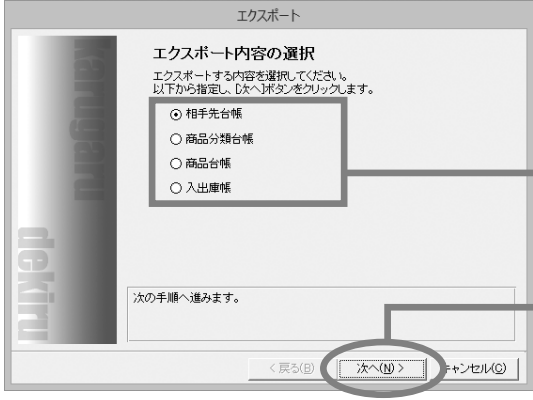 エクスポート
karugaru
dekiru
エクスポート内容の選択
エクスポートする内容を選択してください。
以下から指定し、[次へ]ボタンをクリックします。
相手先台帳
商品分類台帳
商品台帳
入出庫帳
次の手順へ進みます。
< 戻る(B)
次へ(N) >
キャンセル(C)